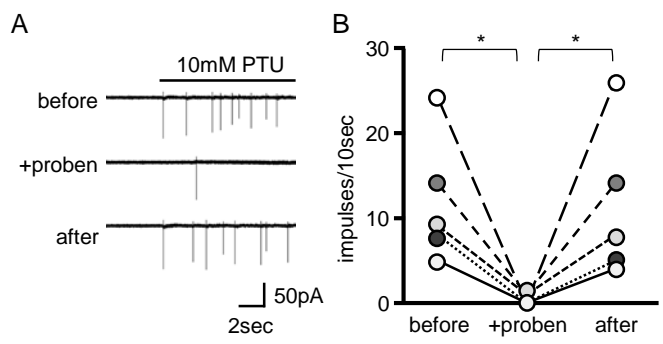 A
10mM PTU
before
+proben
after
50pA
2sec
B
* *
30
20
10
0
impulses/10sec
before +proben after